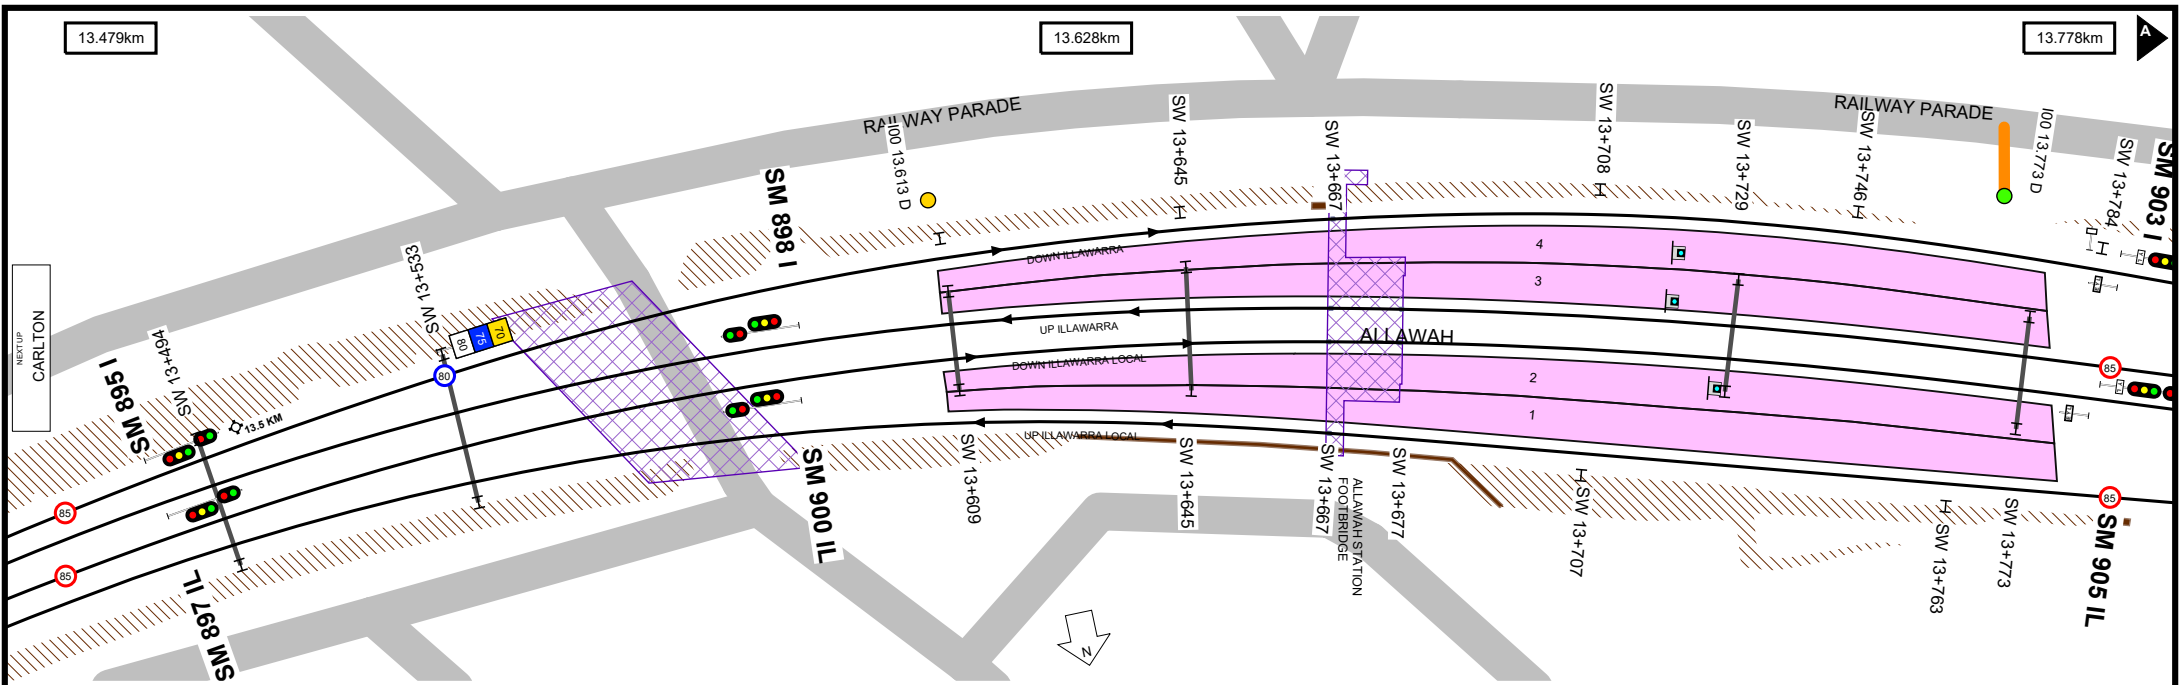 13.479km
13.628km
13.778km
A
RAILWAY PARADE
RAILWAY PARADE
I00 13.613 D
SW 13+645
SW 13+667
SW 13+708
SW 13+729
SW 13+746
I00 13.773 D
SW 13+784
SM 903 I
SM 898 I
SW 13+533
80
75
70
80
NEXT UP
CARLTON
SM 895 I
SW 13+494
13.5 KM
DOWN ILLAWARRA
UP ILLAWARRA
DOWN ILLAWARRA LOCAL
UP ILLAWARRA LOCAL
4
3
ALLAWAH
2
1
85
85
85
85
SM 897 IL
SM 900 IL
SW 13+609
SW 13+645
SW 13+667
ALLAWAH STATION
FOOTBRIDGE
SW 13+677
SW 13+707
SW 13+763
SW 13+773
SM 905 IL
N